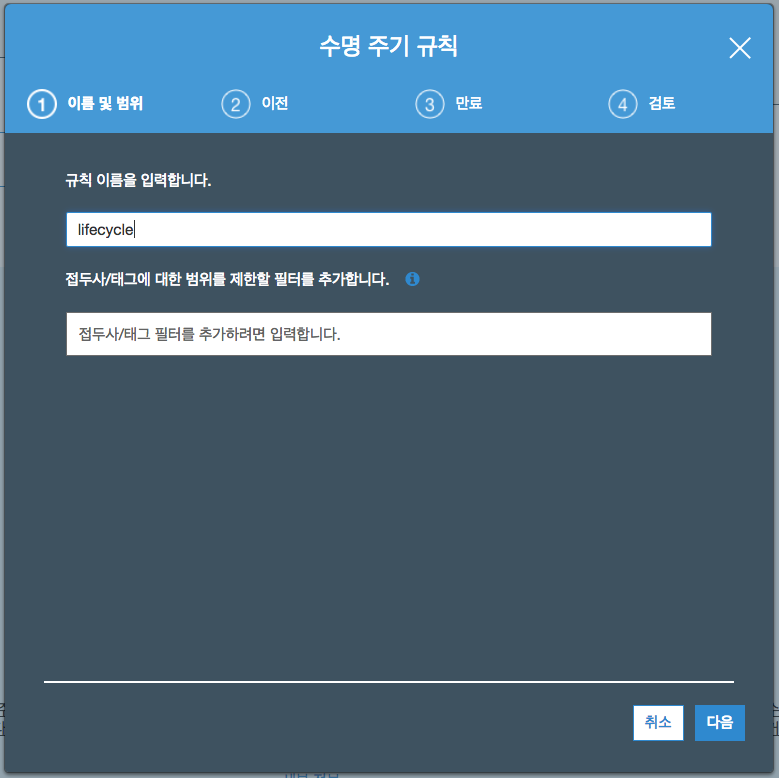 수명 주기 규칙
1 이름 및 범위 2 이전 3 만료 4 검토
규칙 이름을 입력합니다.
lifecycle
접두사/태그에 대한 범위를 제한할 필터를 추가합니다.
접두사/태그 필터를 추가하려면 입력합니다.
취소 다음